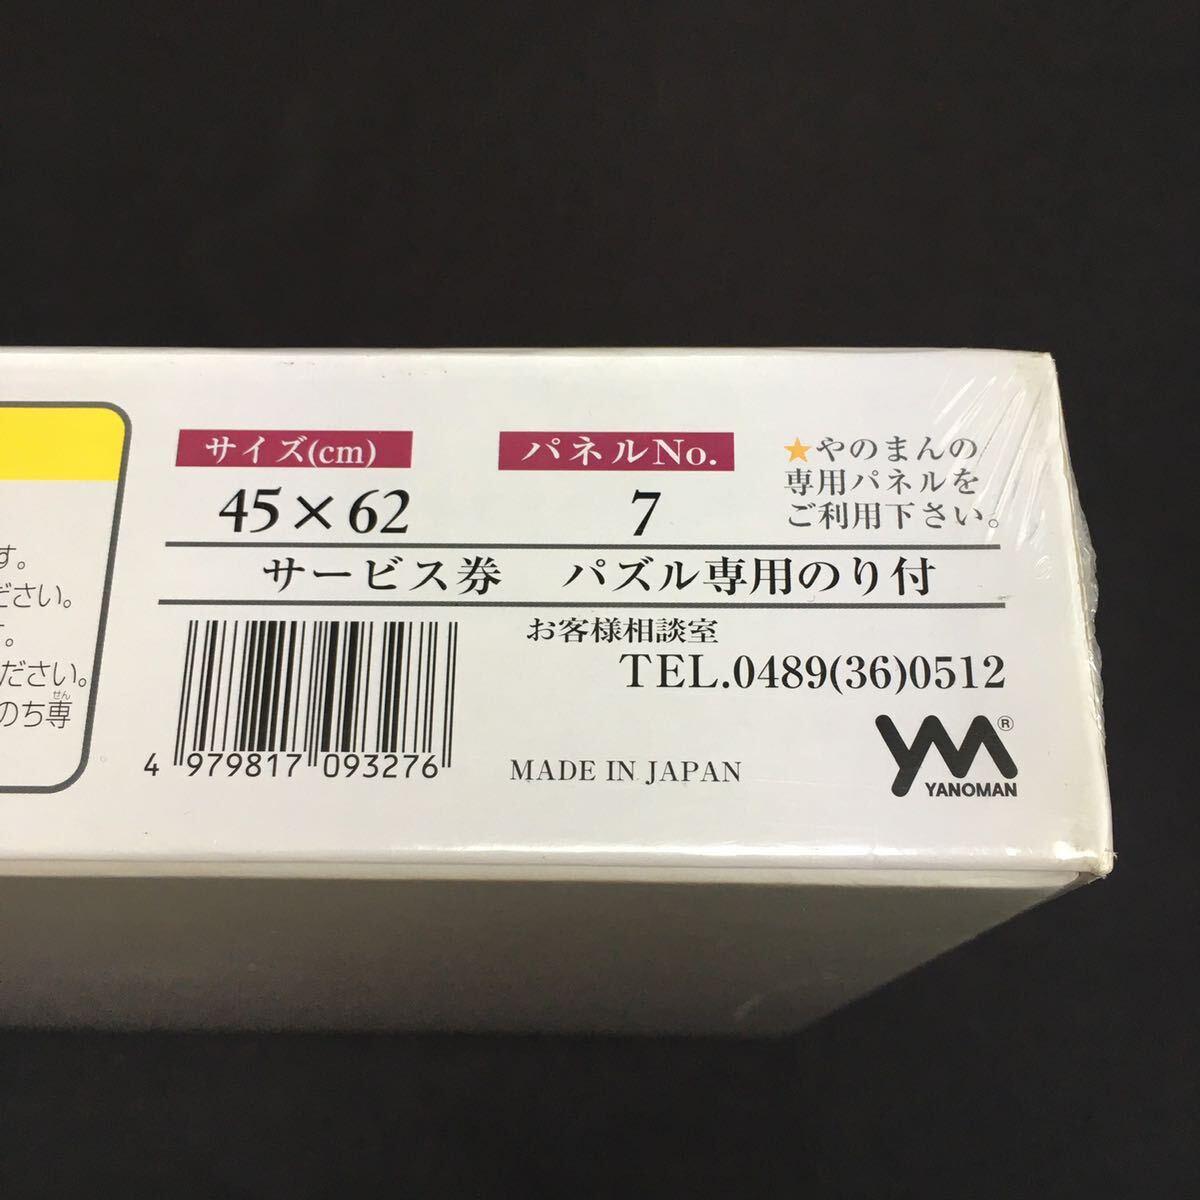 す。
ださい。
す。
ださい。
せん
のち専
サイズ(cm)
45×62
パネルNo.
7
★やのまんの
専用パネルを
ご利用下さい。
サービス券 パズル専用のり付
お客様相談室
TEL.0489(36)0512
4 979817 093276
MADE IN JAPAN
YM®
YANOMAN